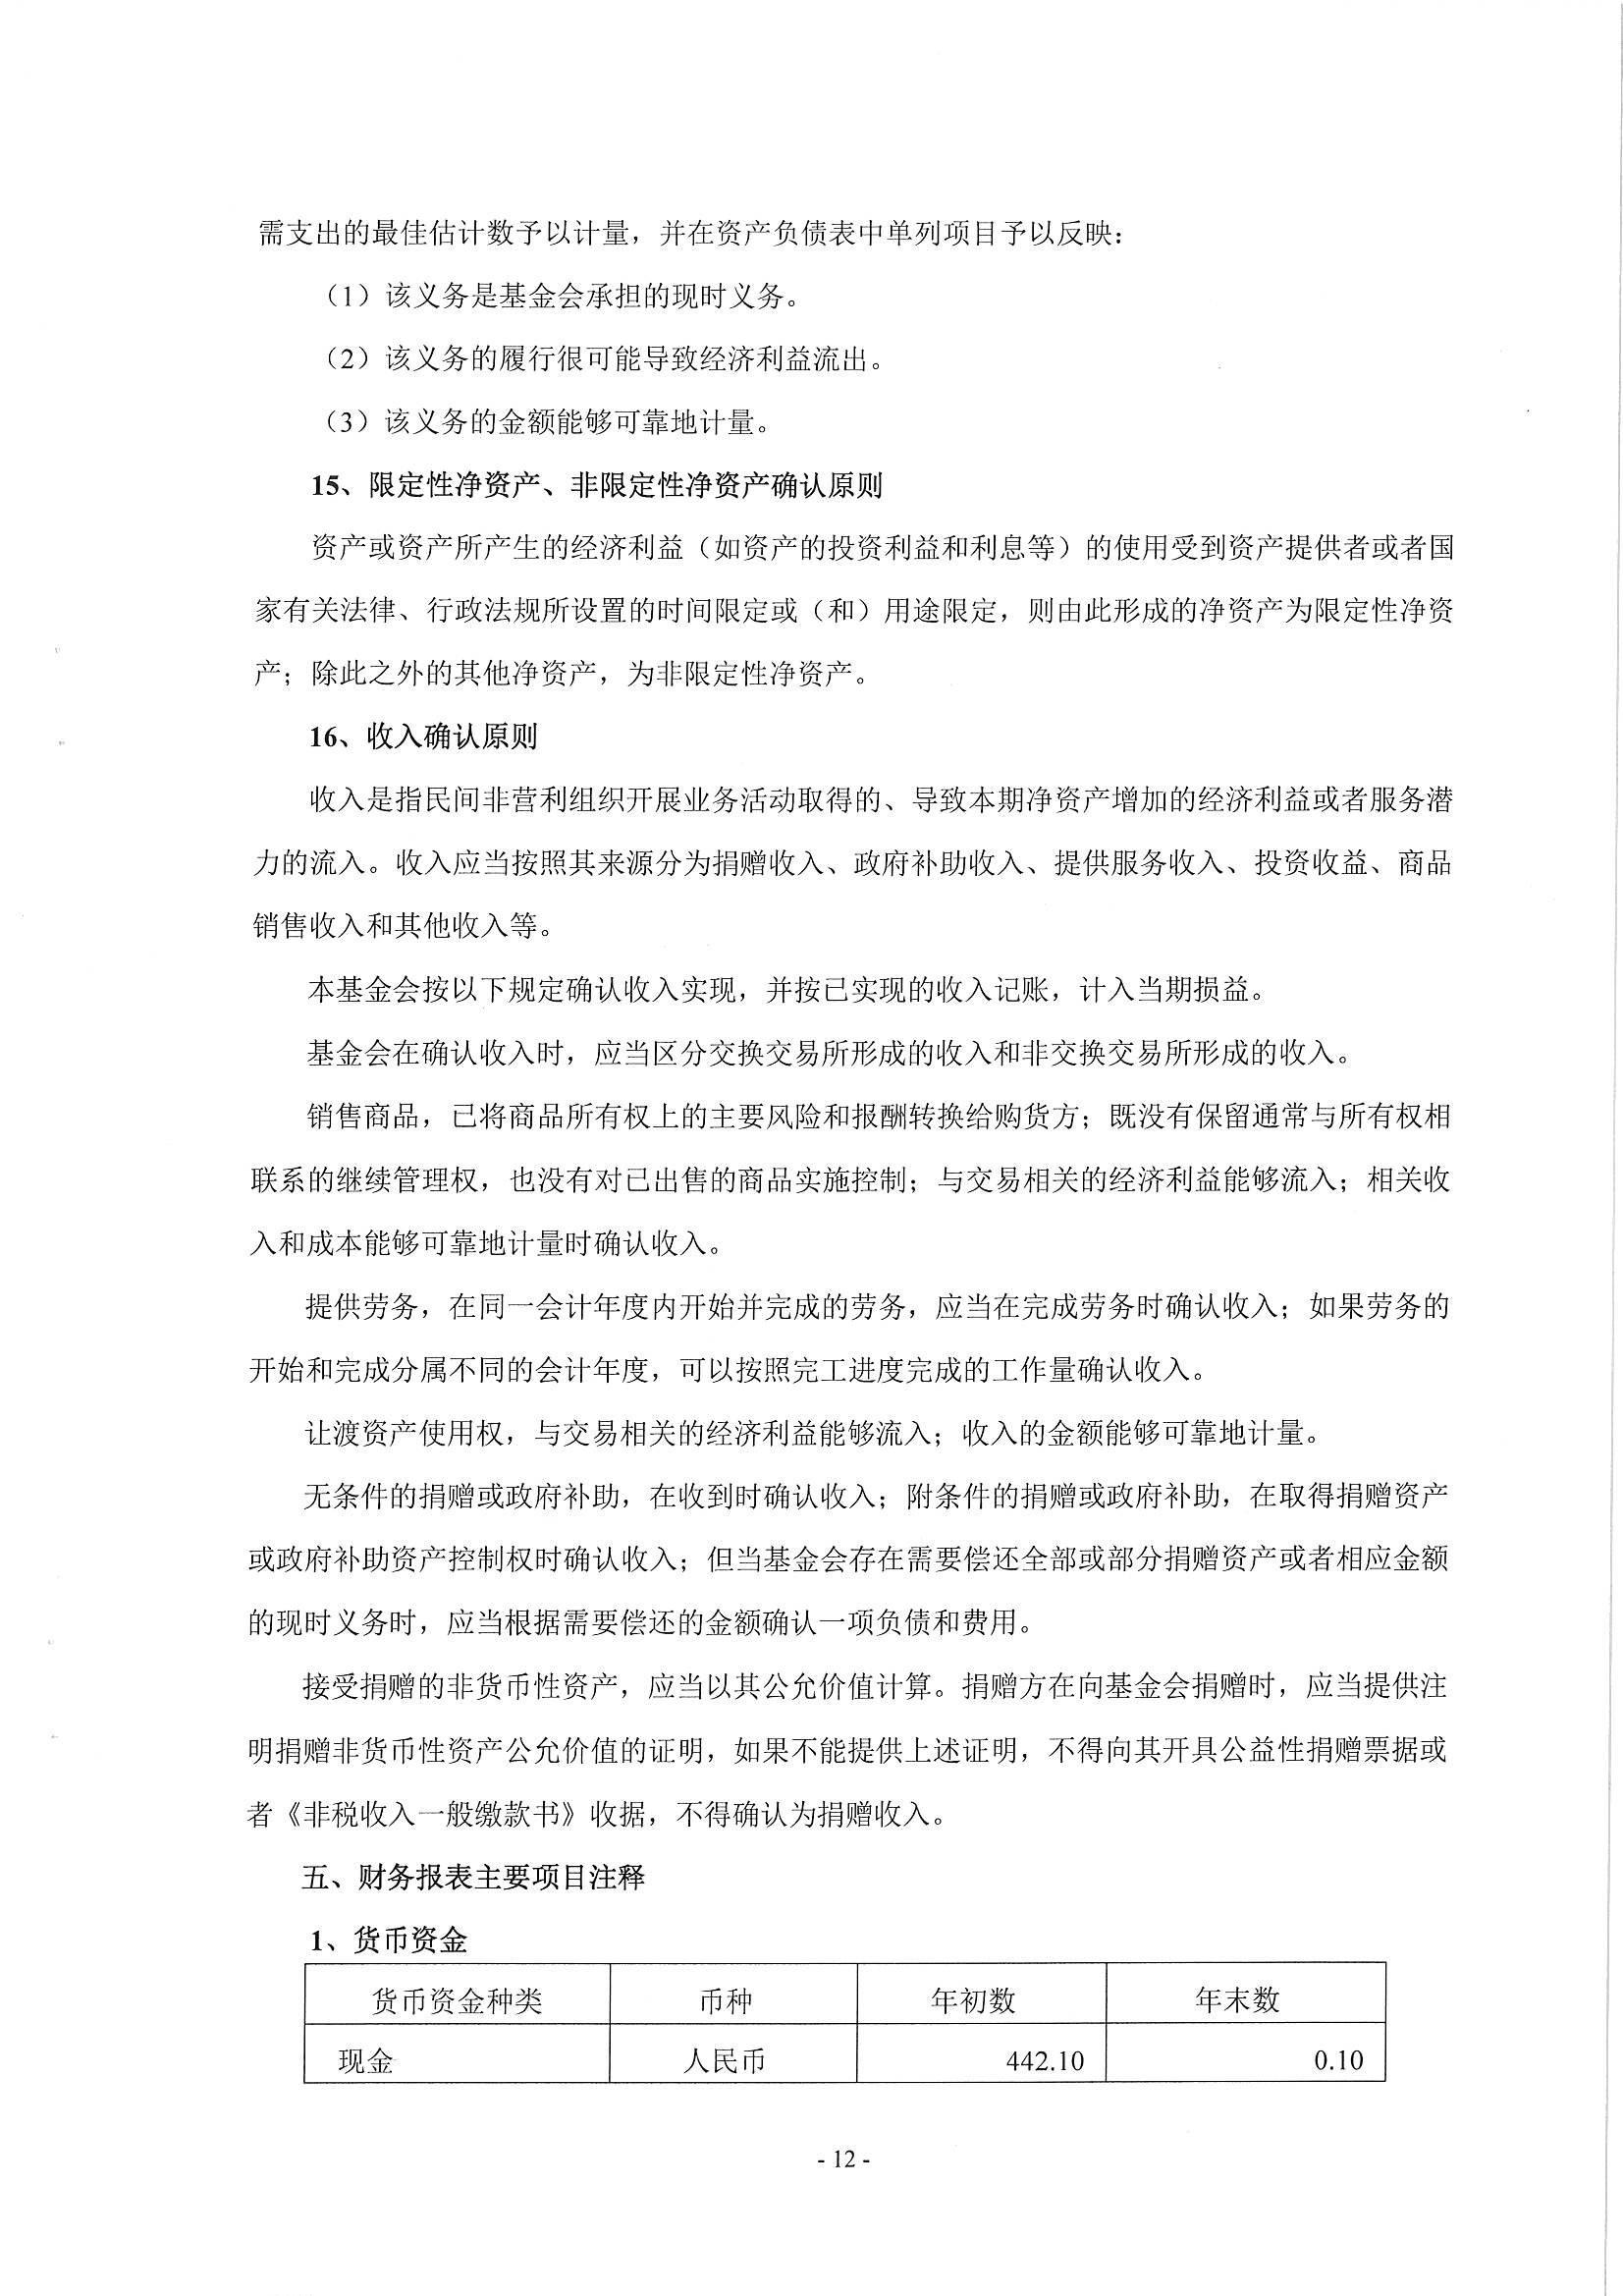 需支出的最佳估计数予以计量，并在资产负债表中单列项目予以反映：
（1）该义务是基金会承担的现时义务。
（2）该义务的履行很可能导致经济利益流出。
（3）该义务的金额能够可靠地计量。
15、限定性净资产、非限定性净资产确认原则
资产或资产所产生的经济利益（如资产的投资利益和利息等）的使用受到资产提供者或者国
家有关法律、行政法规所设置的时间限定或（和）用途限定，则由此形成的净资产为限定性净资
产；除此之外的其他净资产，为非限定性净资产。
16、收入确认原则
收入是指民间非营利组织开展业务活动取得的、导致本期净资产增加的经济利益或者服务潜
力的流入。收入应当按照其来源分为捐赠收入、政府补助收入、提供服务收入、投资收益、商品
销售收入和其他收入等。
本基金会按以下规定确认收入实现，并按已实现的收入记账，计入当期损益。
基金会在确认收入时，应当区分交换交易所形成的收入和非交换交易所形成的收入。
销售商品，已将商品所有权上的主要风险和报酬转换给购货方；既没有保留通常与所有权相
联系的继续管理权，也没有对已出售的商品实施控制；与交易相关的经济利益能够流入；相关收
入和成本能够可靠地计量时确认收入。
提供劳务，在同一会计年度内开始并完成的劳务，应当在完成劳务时确认收入；如果劳务的
开始和完成分属不同的会计年度，可以按照完工进度完成的工作量确认收入。
让渡资产使用权，与交易相关的经济利益能够流入；收入的金额能够可靠地计量。
无条件的捐赠或政府补助，在收到时确认收入；附条件的捐赠或政府补助，在取得捐赠资产
或政府补助资产控制权时确认收入；但当基金会存在需要偿还全部或部分捐赠资产或者相应金额
的现时义务时，应当根据需要偿还的金额确认一项负债和费用。
接受捐赠的非货币性资产，应当以其公允价值计算。捐赠方在向基金会捐赠时，应当提供注
明捐赠非货币性资产公允价值的证明，如果不能提供上述证明，不得向其开具公益性捐赠票据或
者《非税收入一般缴款书》收据，不得确认为捐赠收入。
五、财务报表主要项目注释
1、货币资金
货币资金种类 币种 年初数 年末数
现金 人民币 442.10 0.10
- 12 -